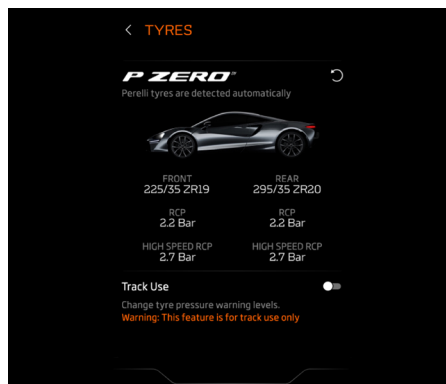 < TYRES
P ZERO™
Perelli tyres are detected automatically
FRONT
225/35 ZR19
REAR
295/35 ZR20
RCP
2.2 Bar
RCP
2.2 Bar
HIGH SPEED RCP
2.7 Bar
HIGH SPEED RCP
2.7 Bar
Track Use
Change tyre pressure warning levels.
Warning: This feature is for track use only